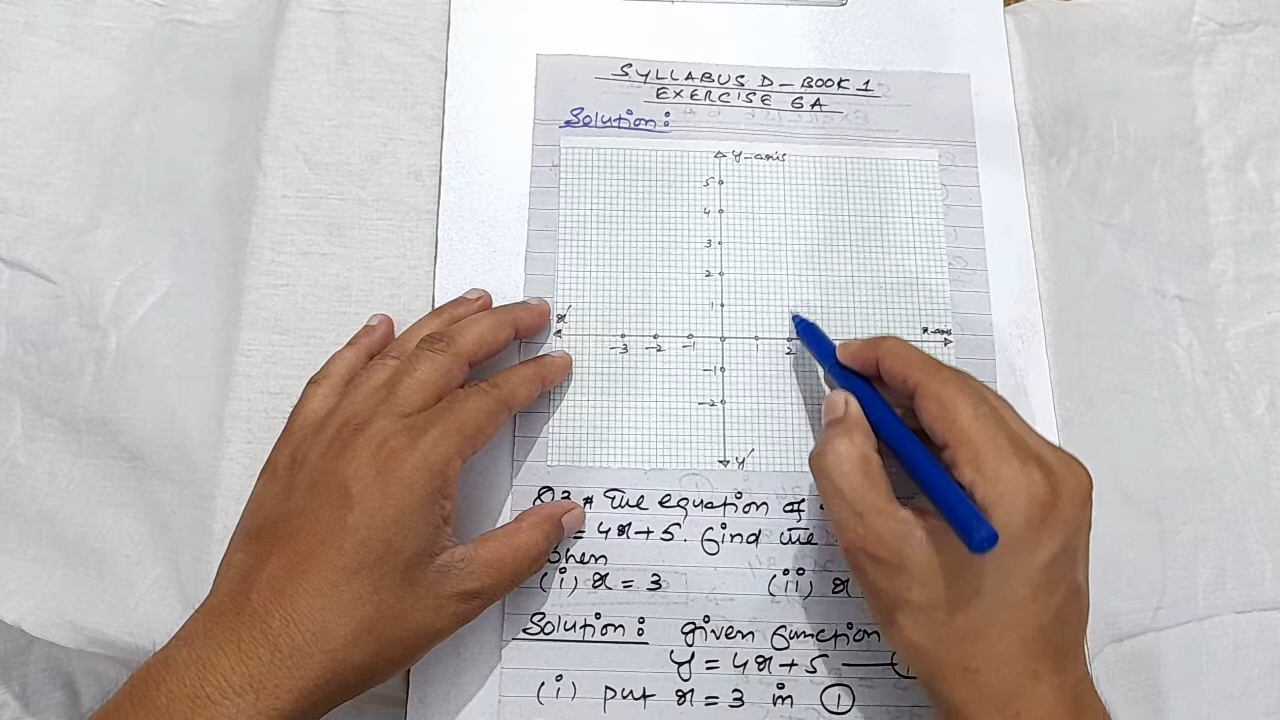 SYLLABUS D - BOOK 1
EXERCISE 6A
Solution:
y-axis
5
4
3
2
1
x'
x-axis
-3 -2 -1 1 2
-1
-2
y'
Q3 # The equation of
= 4x+5. Find the
when
(i) x = 3 (ii) x
Solution: given function
y = 4x+5 —(
(i) put x = 3 in ①